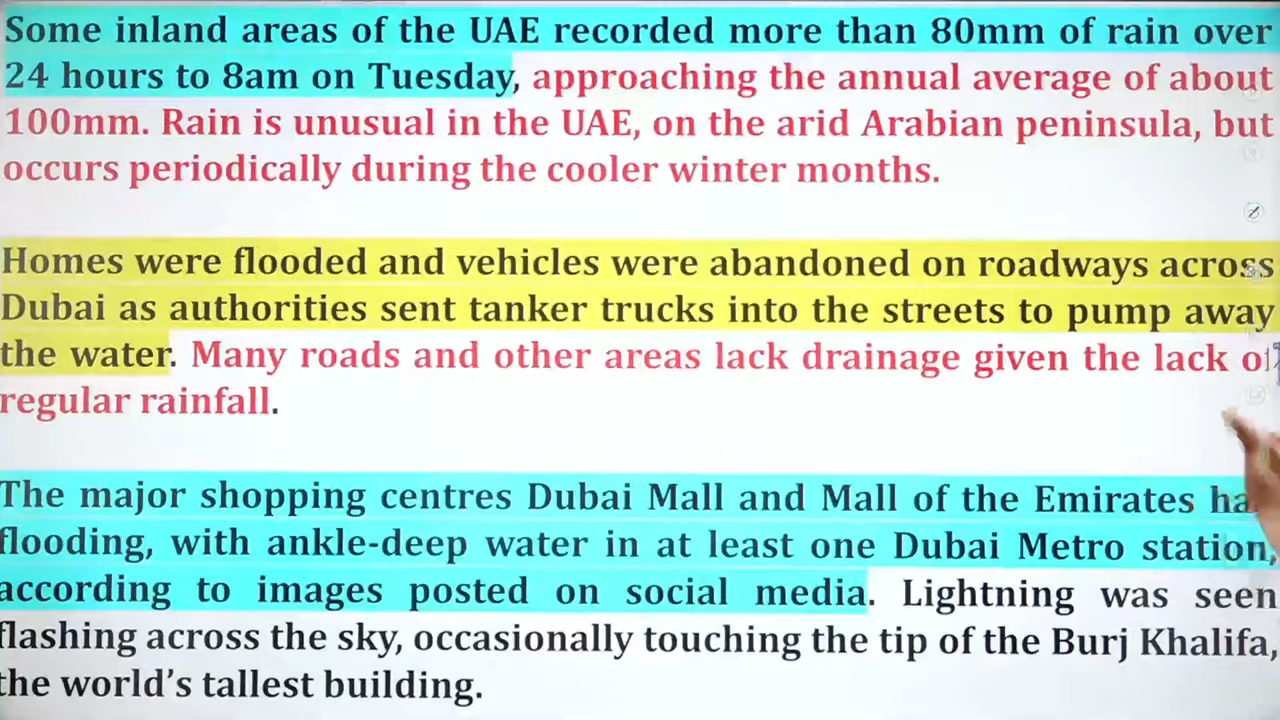 Some inland areas of the UAE recorded more than 80mm of rain over
24 hours to 8am on Tuesday, approaching the annual average of about
100mm. Rain is unusual in the UAE, on the arid Arabian peninsula, but
occurs periodically during the cooler winter months.
Homes were flooded and vehicles were abandoned on roadways across
Dubai as authorities sent tanker trucks into the streets to pump away
the water. Many roads and other areas lack drainage given the lack of
regular rainfall.
The major shopping centres Dubai Mall and Mall of the Emirates
flooding, with ankle-deep water in at least one Dubai Metro station,
according to images posted on social media. Lightning was seen
flashing across the sky, occasionally touching the tip of the Burj Khalifa,
the world's tallest building.